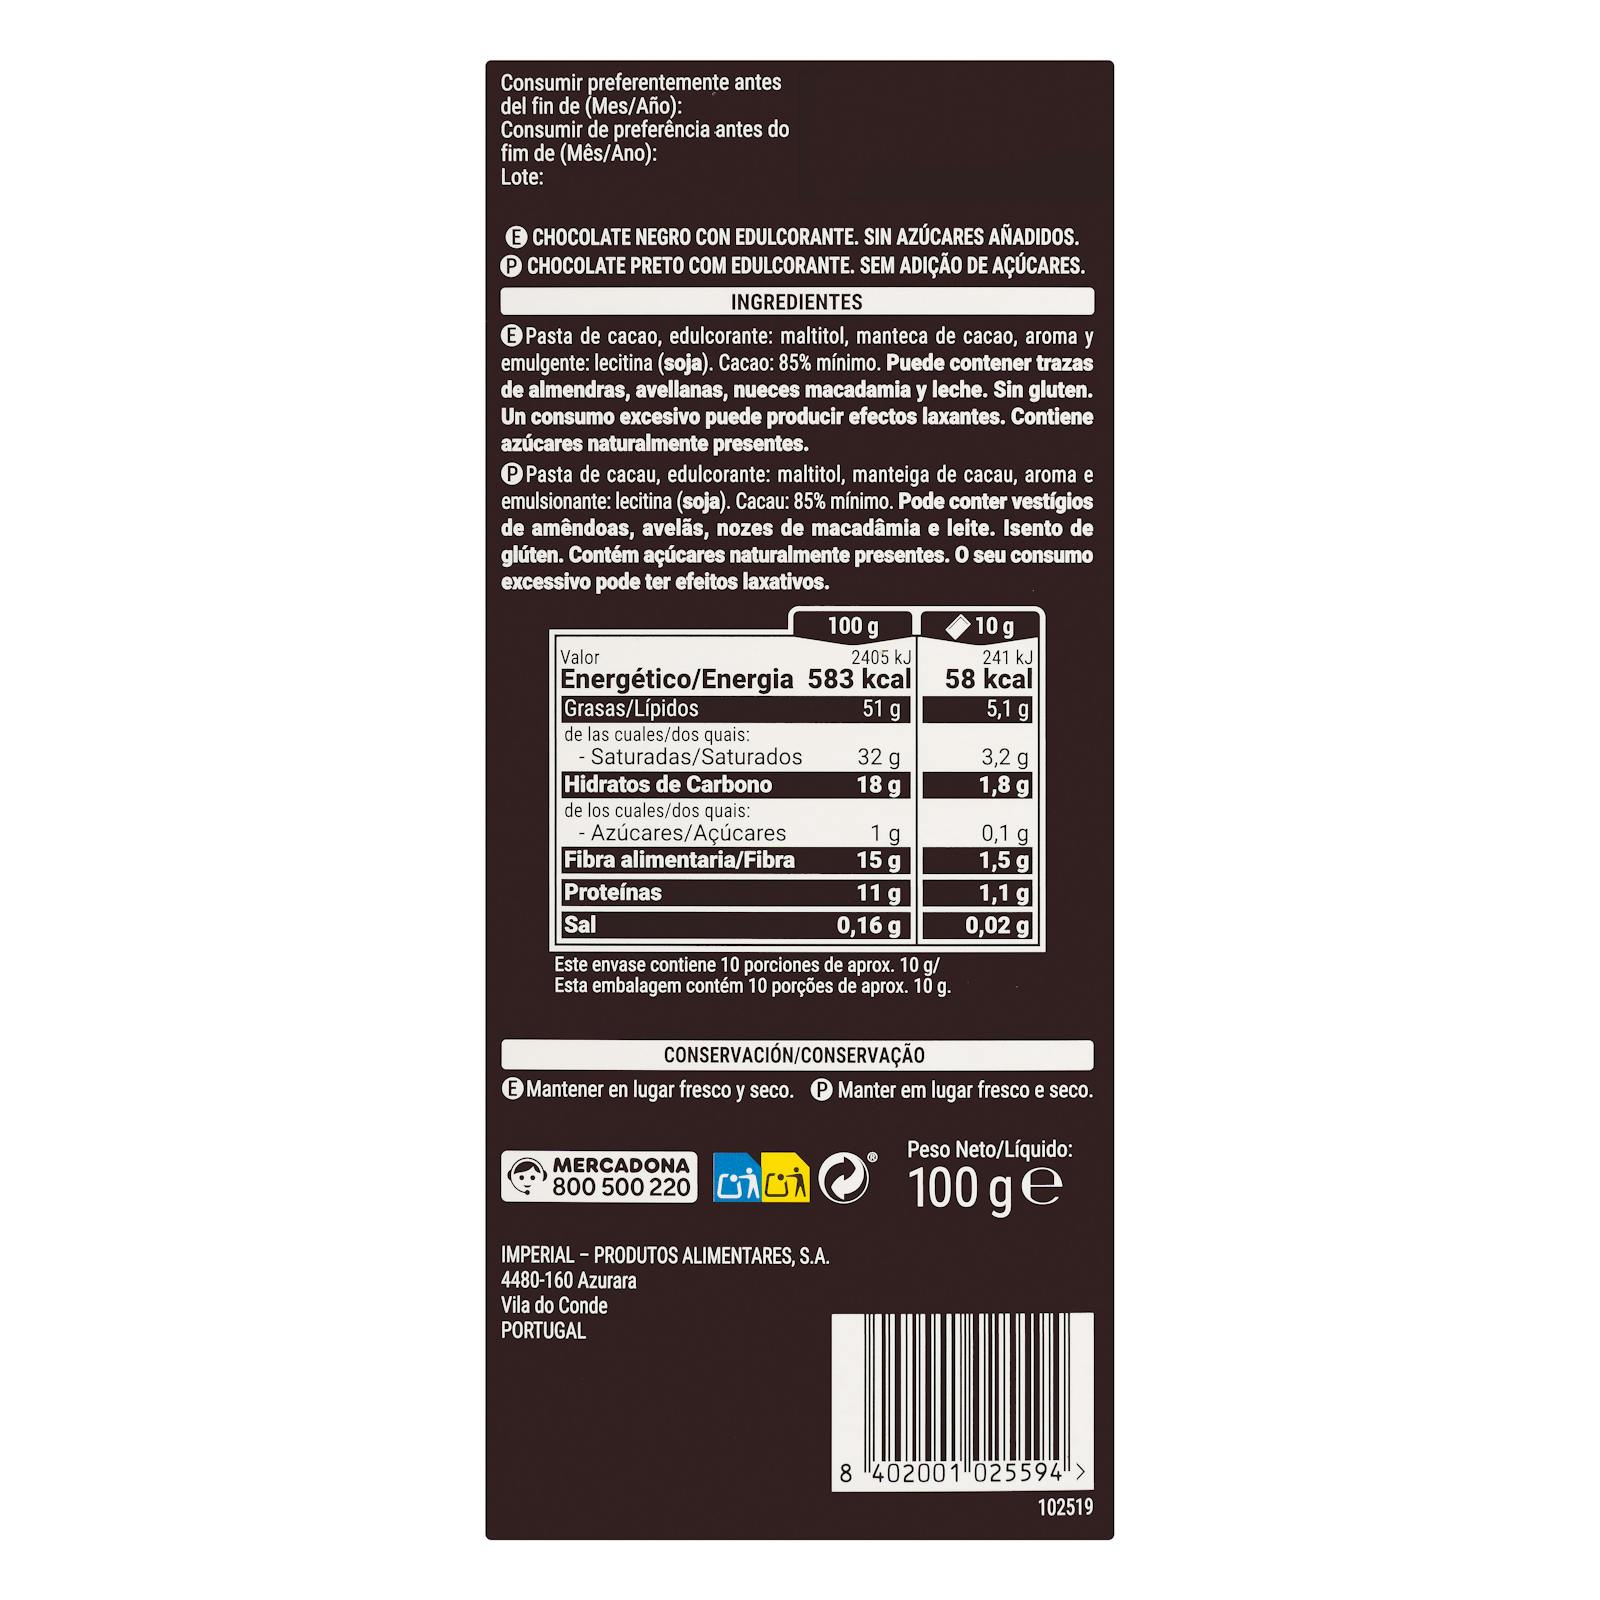 Consumir preferentemente antes
del fin de (Mes/Año):
Consumir de preferência antes do
fim de (Mês/Ano):
Lote:
E CHOCOLATE NEGRO CON EDULCORANTE. SIN AZÚCARES AÑADIDOS.
P CHOCOLATE PRETO COM EDULCORANTE. SEM ADIÇÃO DE AÇÚCARES.
INGREDIENTES
E Pasta de cacao, edulcorante: maltitol, manteca de cacao, aroma y
emulgente: lecitina (soja). Cacao: 85% mínimo. Puede contener trazas
de almendras, avellanas, nueces macadamia y leche. Sin gluten.
Un consumo excesivo puede producir efectos laxantes. Contiene
azúcares naturalmente presentes.
P Pasta de cacau, edulcorante: maltitol, manteiga de cacau, aroma e
emulsionante: lecitina (soja). Cacau: 85% mínimo. Pode conter vestígios
de amêndoas, avelãs, nozes de macadâmia e leite. Isento de
glúten. Contém açúcares naturalmente presentes. O seu consumo
excessivo pode ter efeitos laxativos.
100 g 10 g
Valor 2405 kJ 241 kJ
Energético/Energia 583 kcal 58 kcal
Grasas/Lípidos 51 g 5,1 g
de las cuales/dos quais:
- Saturadas/Saturados 32 g 3,2 g
Hidratos de Carbono 18 g 1,8 g
de los cuales/dos quais:
- Azúcares/Açúcares 1 g 0,1 g
Fibra alimentaria/Fibra 15 g 1,5 g
Proteínas 11 g 1,1 g
Sal 0,16 g 0,02 g
Este envase contiene 10 porciones de aprox. 10 g/
Esta embalagem contém 10 porções de aprox. 10 g.
CONSERVACIÓN/CONSERVAÇÃO
E Mantener en lugar fresco y seco. P Manter em lugar fresco e seco.
MERCADONA
800 500 220
®
Peso Neto/Líquido:
100 g e
IMPERIAL – PRODUTOS ALIMENTARES, S.A.
4480-160 Azurara
Vila do Conde
PORTUGAL
8 402001 025594 >
102519